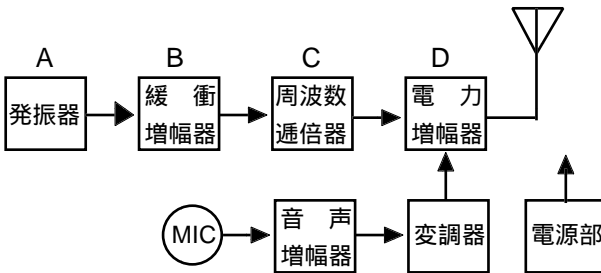 A B C D
発振器
緩 衝
増幅器
周波数
逓倍器
電 力
増幅器
MIC
音 声
増幅器
変調器
電源部